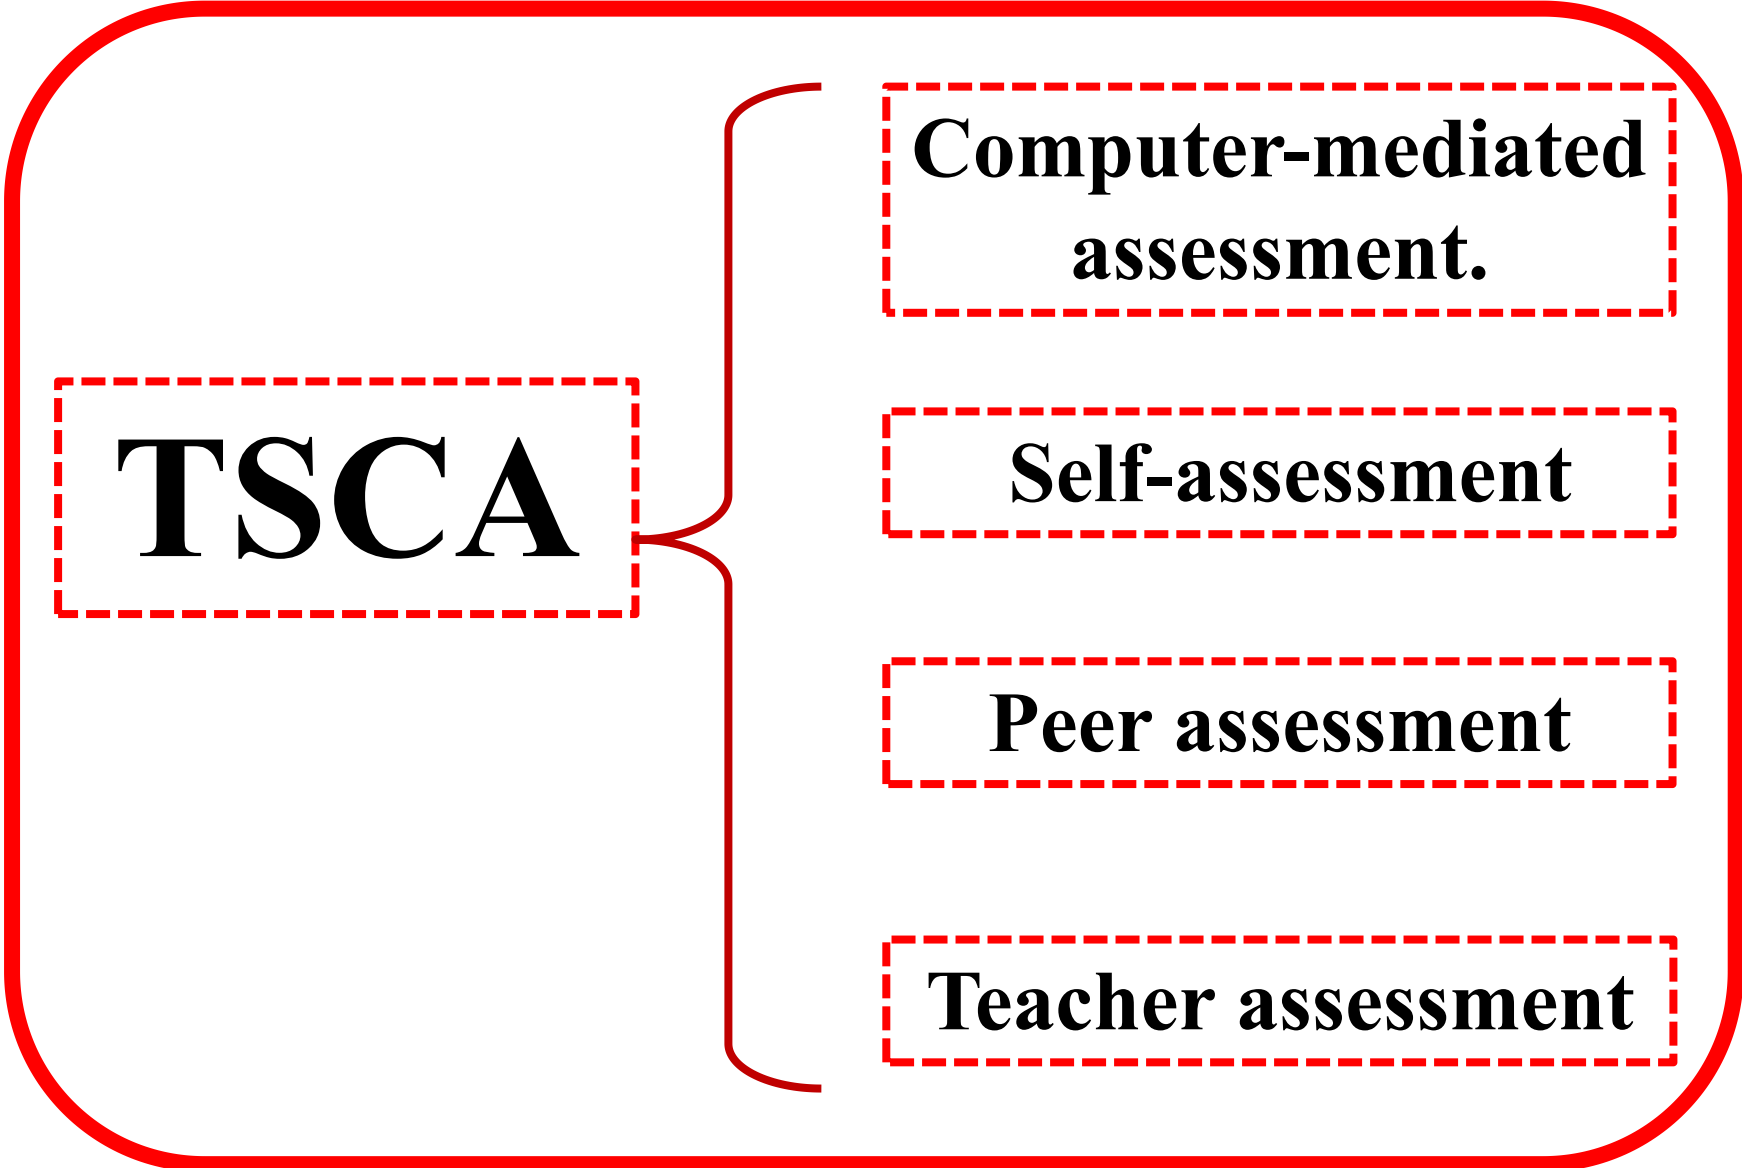 TSCA
Computer-mediated
assessment.
Self-assessment
Peer assessment
Teacher assessment